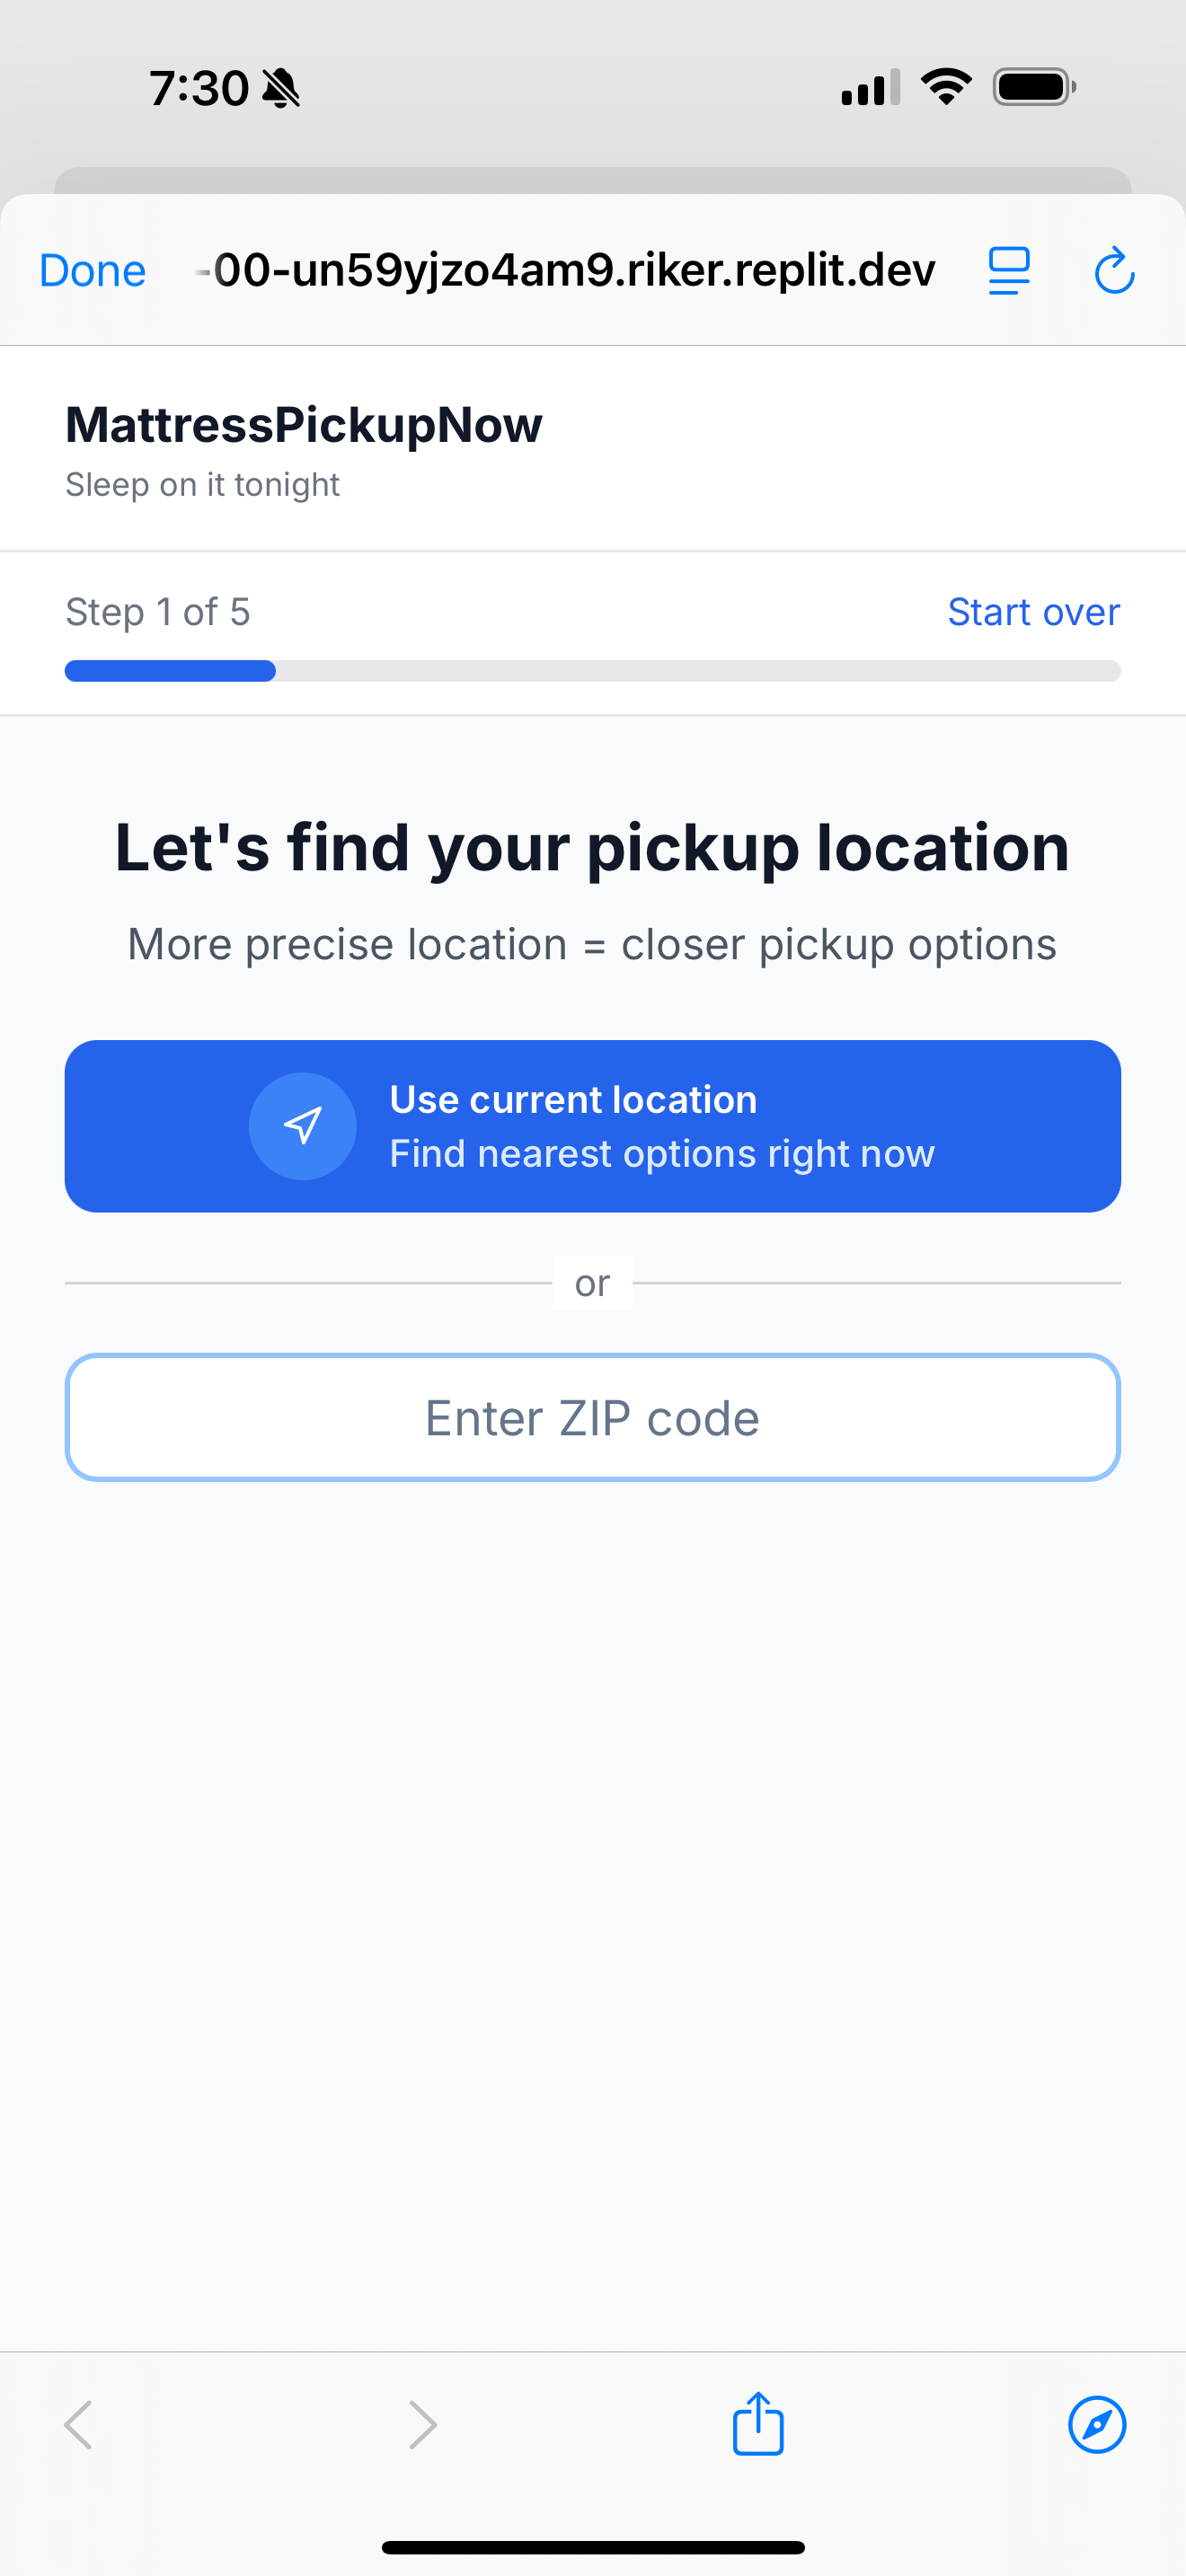 7:30
Done
-00-un59yjzo4am9.riker.replit.dev
MattressPickupNow
Sleep on it tonight
Step 1 of 5
Start over
Let's find your pickup location
More precise location = closer pickup options
Use current location
Find nearest options right now
or
Enter ZIP code